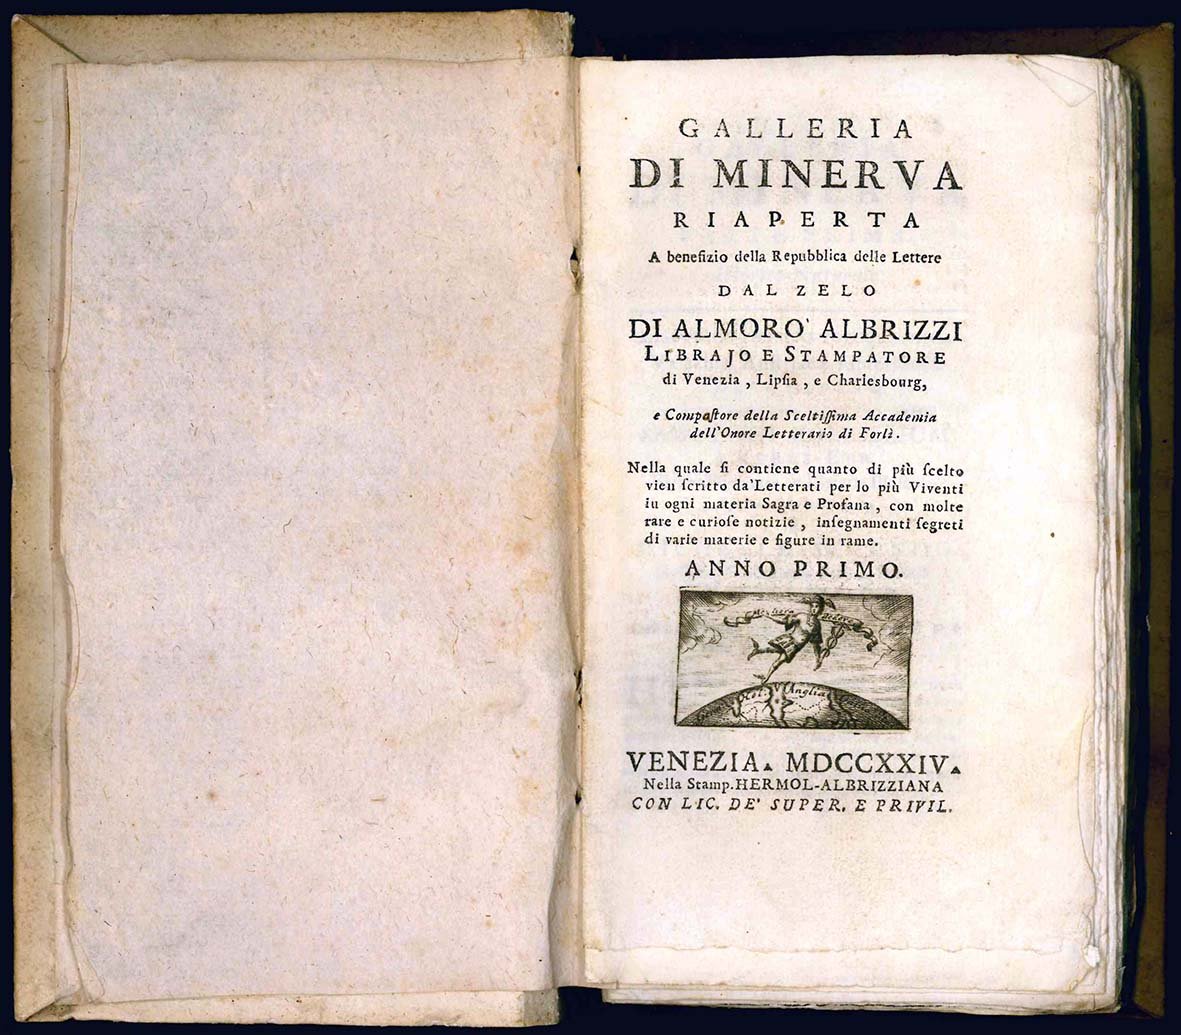 GALLERIA
DI MINERVA
RIAPERTA
A benefizio della Repubblica delle Lettere
DAL ZELO
DI ALMORO' ALBRIZZI
LIBRAJO E STAMPATORE
di Venezia, Lipſia, e Charlesbourg,
e Compaſtore della Sceltiſſima Accademia
dell'Onore Letterario di Forlì.
Nella quale ſi contiene quanto di più ſcelto
vien ſcritto da'Letterati per lo più Viventi
in ogni materia Sagra e Profana, con molte
rare e curioſe notizie, inſegnamenti ſegreti
di varie materie e figure in rame.
ANNO PRIMO.
Anglia
VENEZIA. MDCCXXIV.
Nella Stamp. HERMOL-ALBRIZZIANA
CON LIC. DE' SUPER. E PRIVIL.